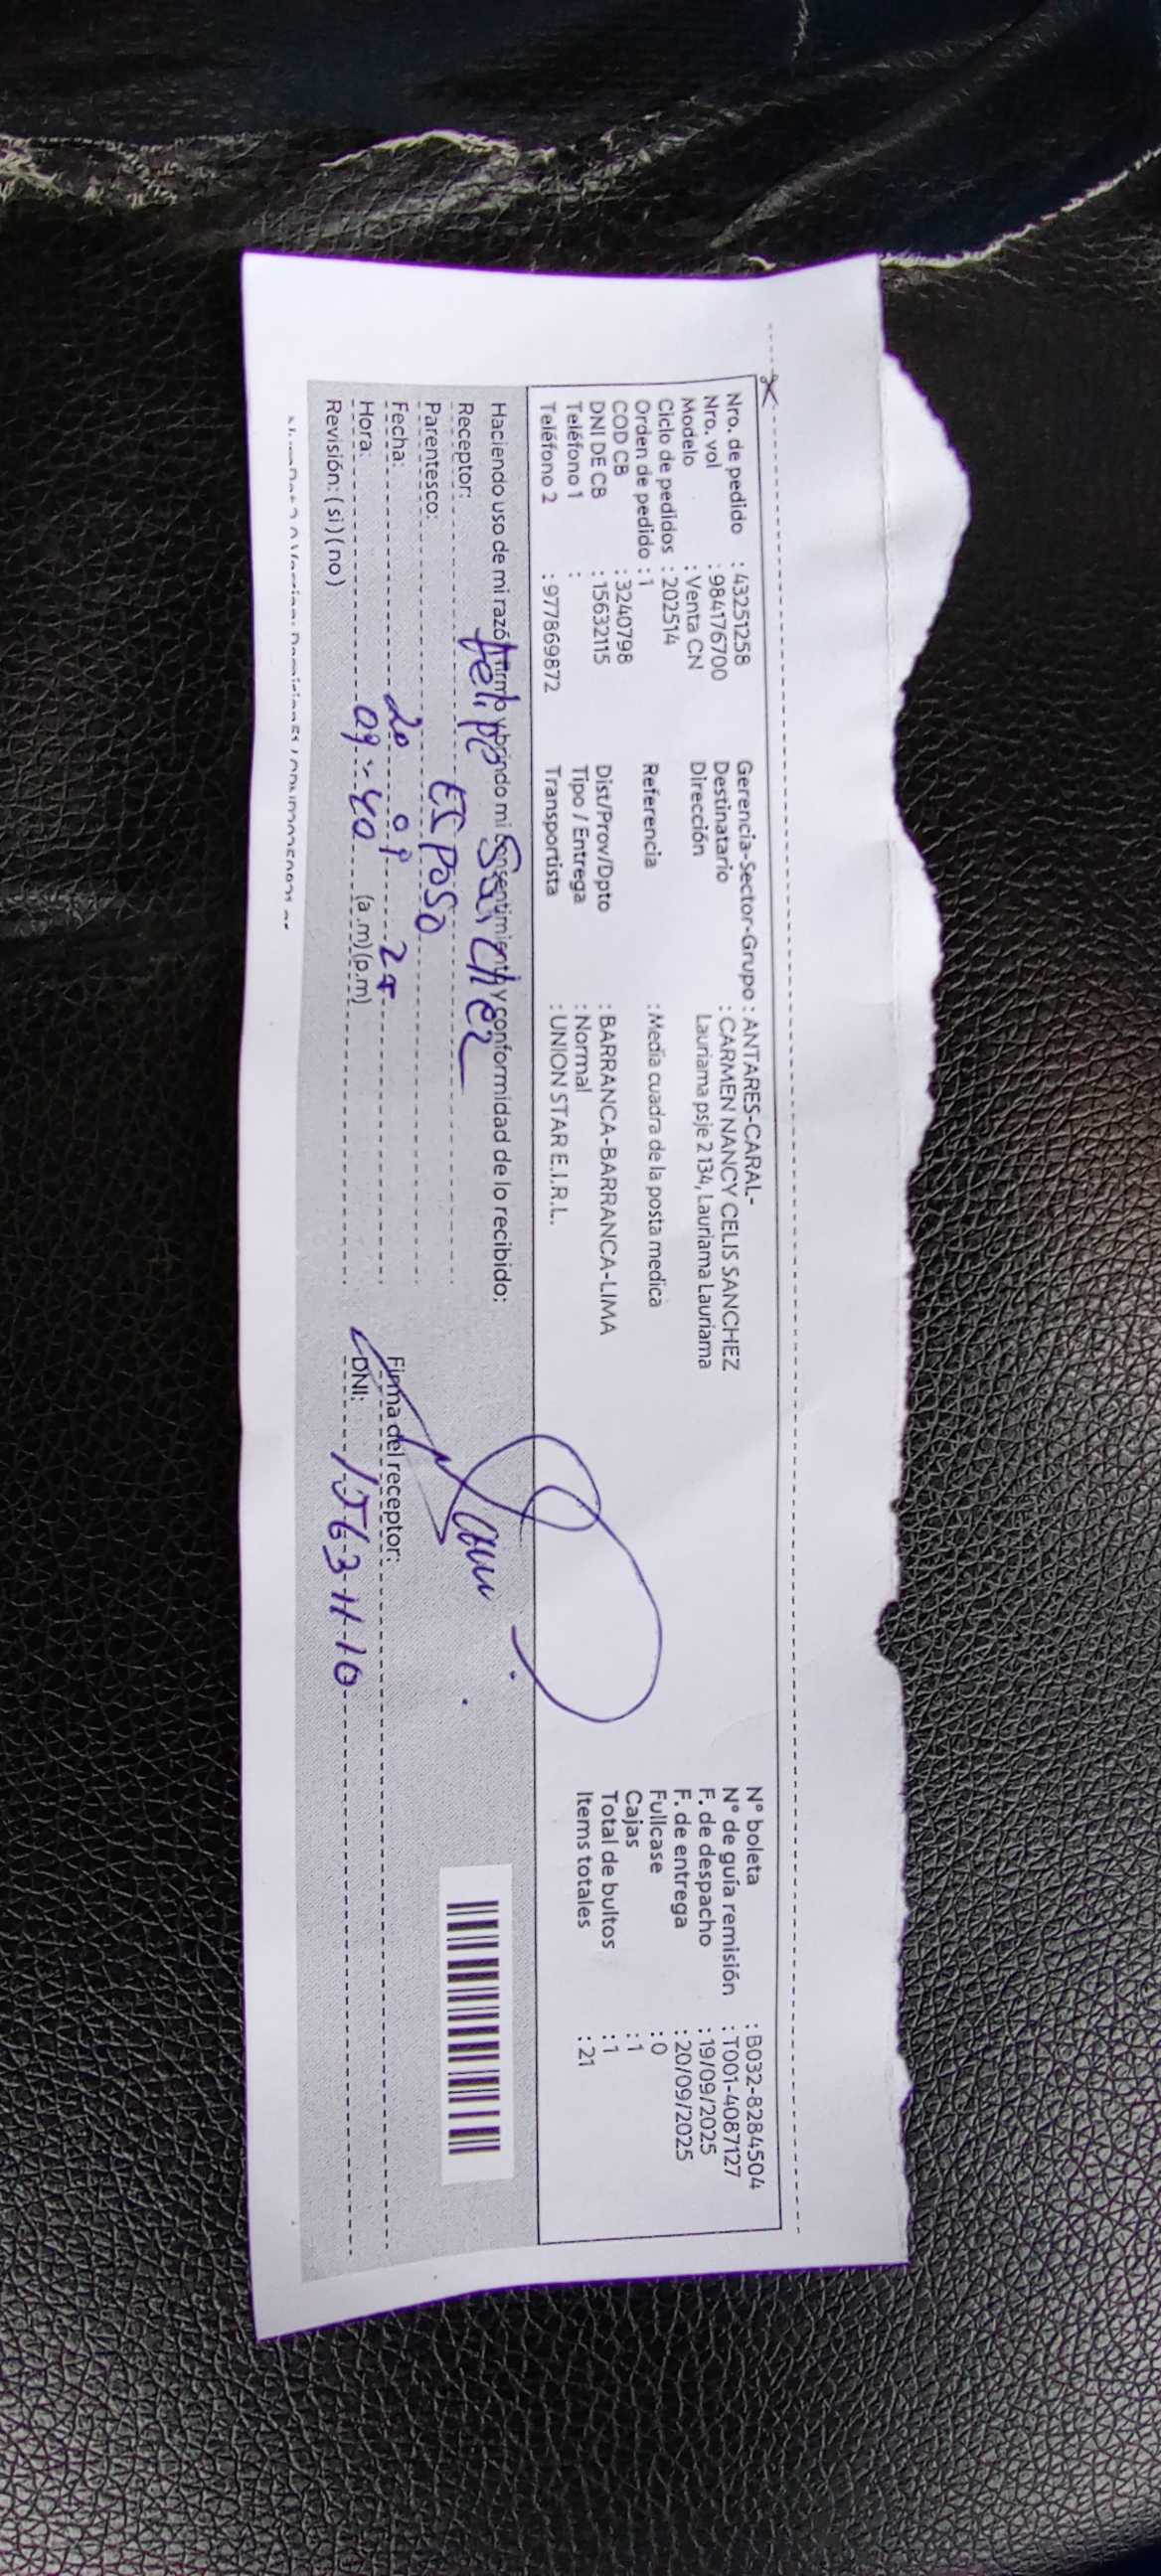 Nro. de pedido : 43251258
Nro. vol : 984176700
Modelo : Venta CN
Ciclo de pedidos : 202514
Orden de pedido : 1
COD CB : 3240798
DNI DE CB : 15632115
Teléfono 1 :
Teléfono 2 : 977869872
Gerencia-Sector-Grupo : ANTARES-CARAL-
Destinatario : CARMEN NANCY CELIS SANCHEZ
Dirección Lauriama psje 2 134, Lauriama Lauriama
Referencia : Media cuadra de la posta medica
Dist/Prov/Dpto : BARRANCA-BARRANCA-LIMA
Tipo / Entrega : Normal
Transportista : UNION STAR E.I.R.L.
N° boleta : B032-8284504
N° de guía remisión : T001-4087127
F. de despacho : 19/09/2025
F. de entrega : 20/09/2025
Fullcase : 0
Cajas : 1
Total de bultos : 1
Items totales : 21
Haciendo uso de mi razón firmo y brindo mi consentimiento y conformidad de lo recibido:
Receptor: Felipe
Parentesco: ESPOSO
Fecha: 20 09
Hora: 09 - 40 (a.m)(p.m)
Revisión: (si) (no)
Firma del receptor:
DNI: